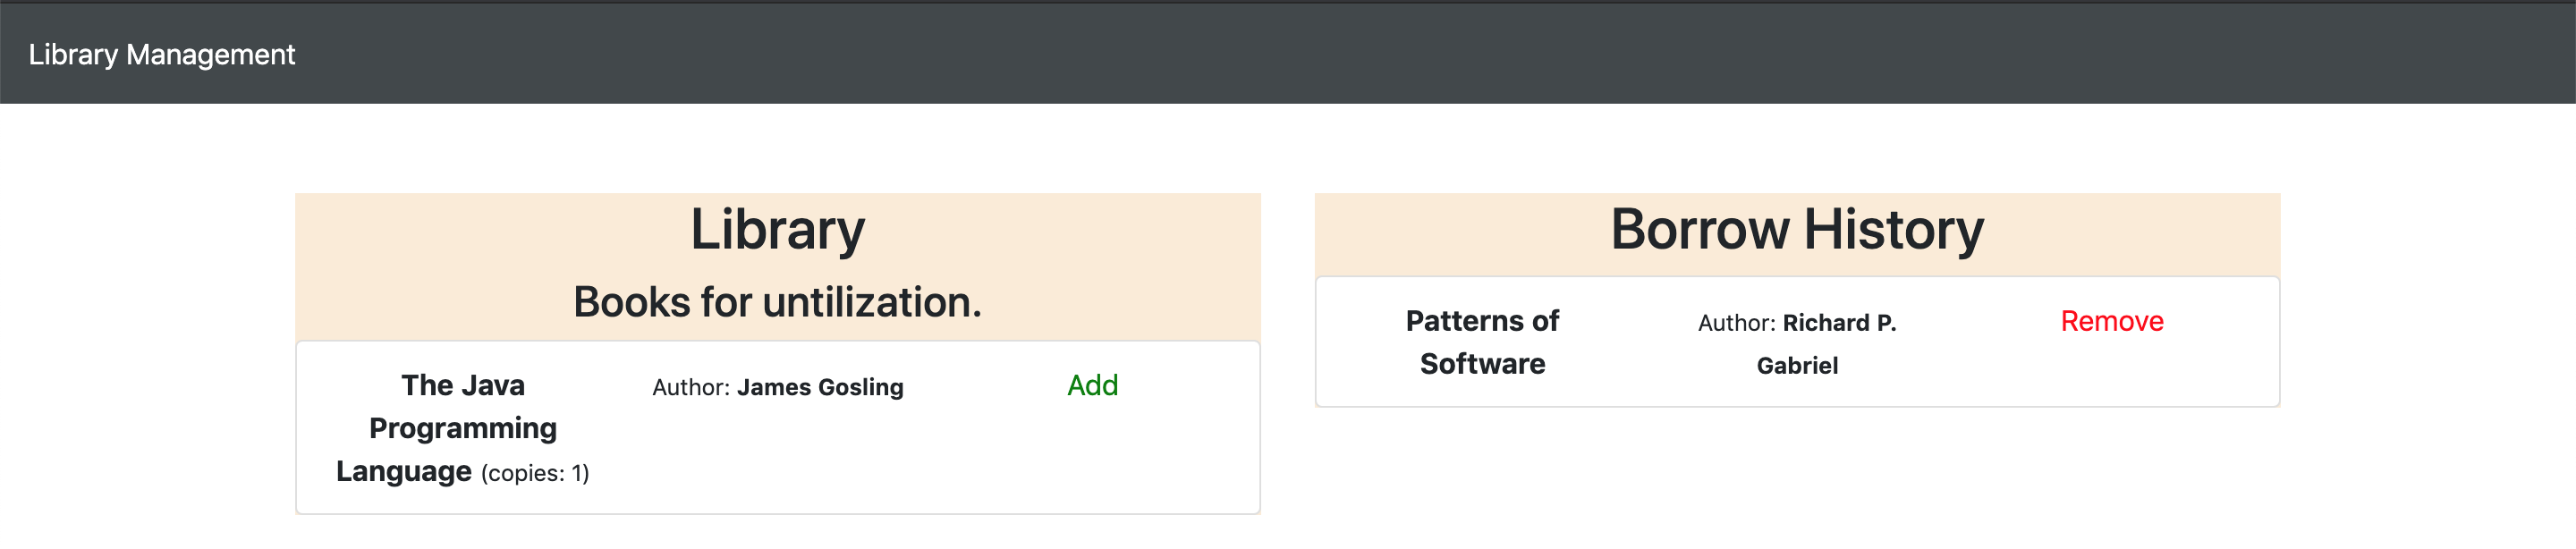 Library Management
Library
Books for untilization.
The Java
Programming
Language (copies: 1)
Author: James Gosling
Add
Borrow History
Patterns of
Software
Author: Richard P.
Gabriel
Remove